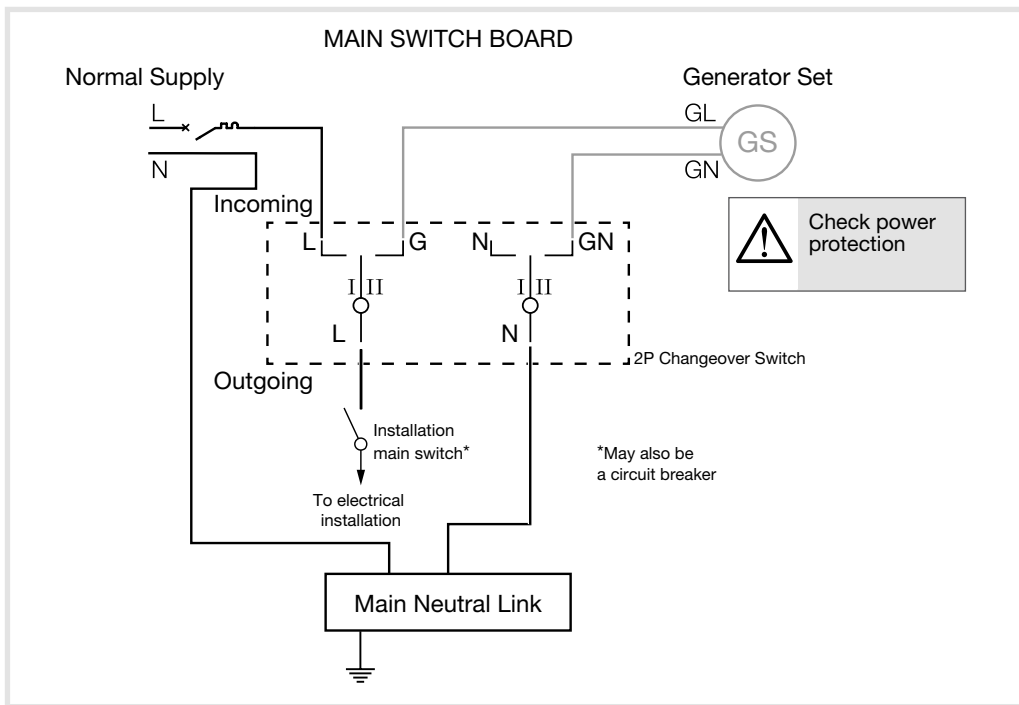 MAIN SWITCH BOARD
Normal Supply
Generator Set
L
N
GL
GN
GS
Check power
protection
Incoming
L
G
N
GN
I II
I II
L
N
2P Changeover Switch
Outgoing
Installation
main switch*
*May also be
a circuit breaker
To electrical
installation
Main Neutral Link